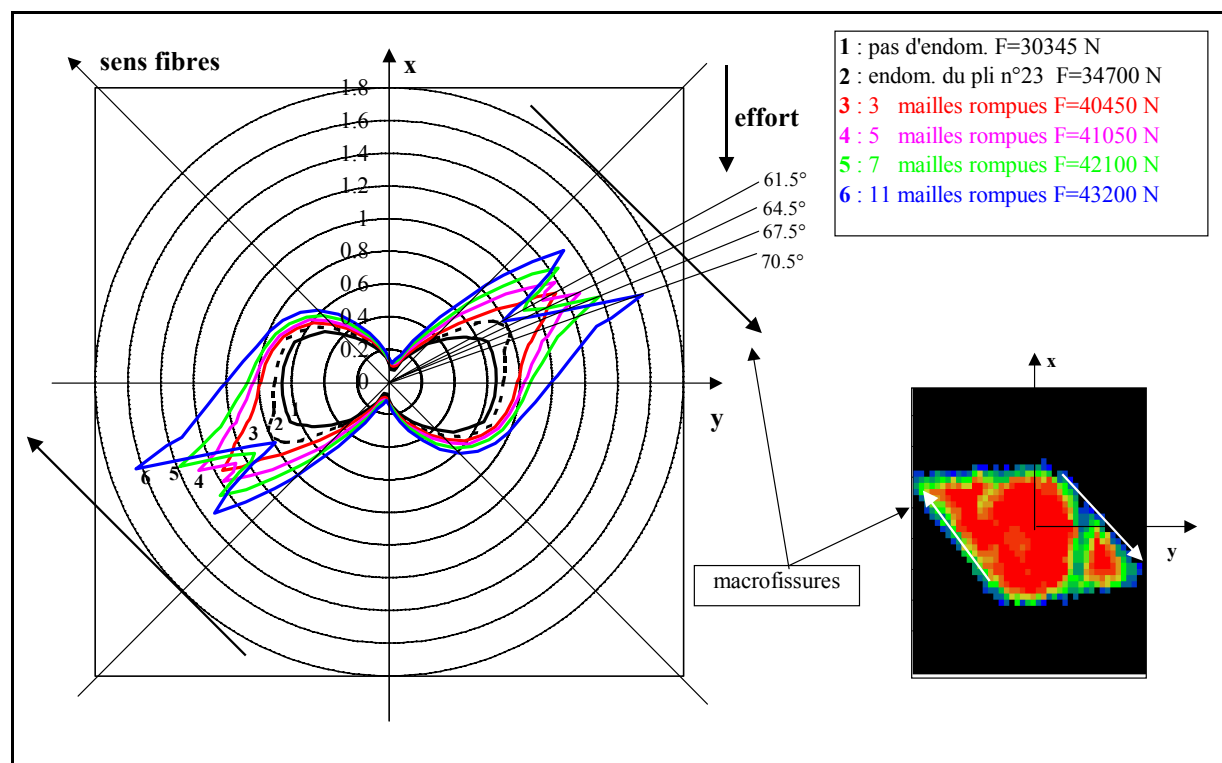 sens fibres
x
effort
1.8
1.6
1.4
1.2
1
0.8
0.6
0.4
0.2
0
y
61.5°
64.5°
67.5°
70.5°
1
2
3
4
5
6
1 : pas d'endom. F=30345 N
2 : endom. du pli n°23 F=34700 N
3 : 3 mailles rompues F=40450 N
4 : 5 mailles rompues F=41050 N
5 : 7 mailles rompues F=42100 N
6 : 11 mailles rompues F=43200 N
x
y
macrofissures